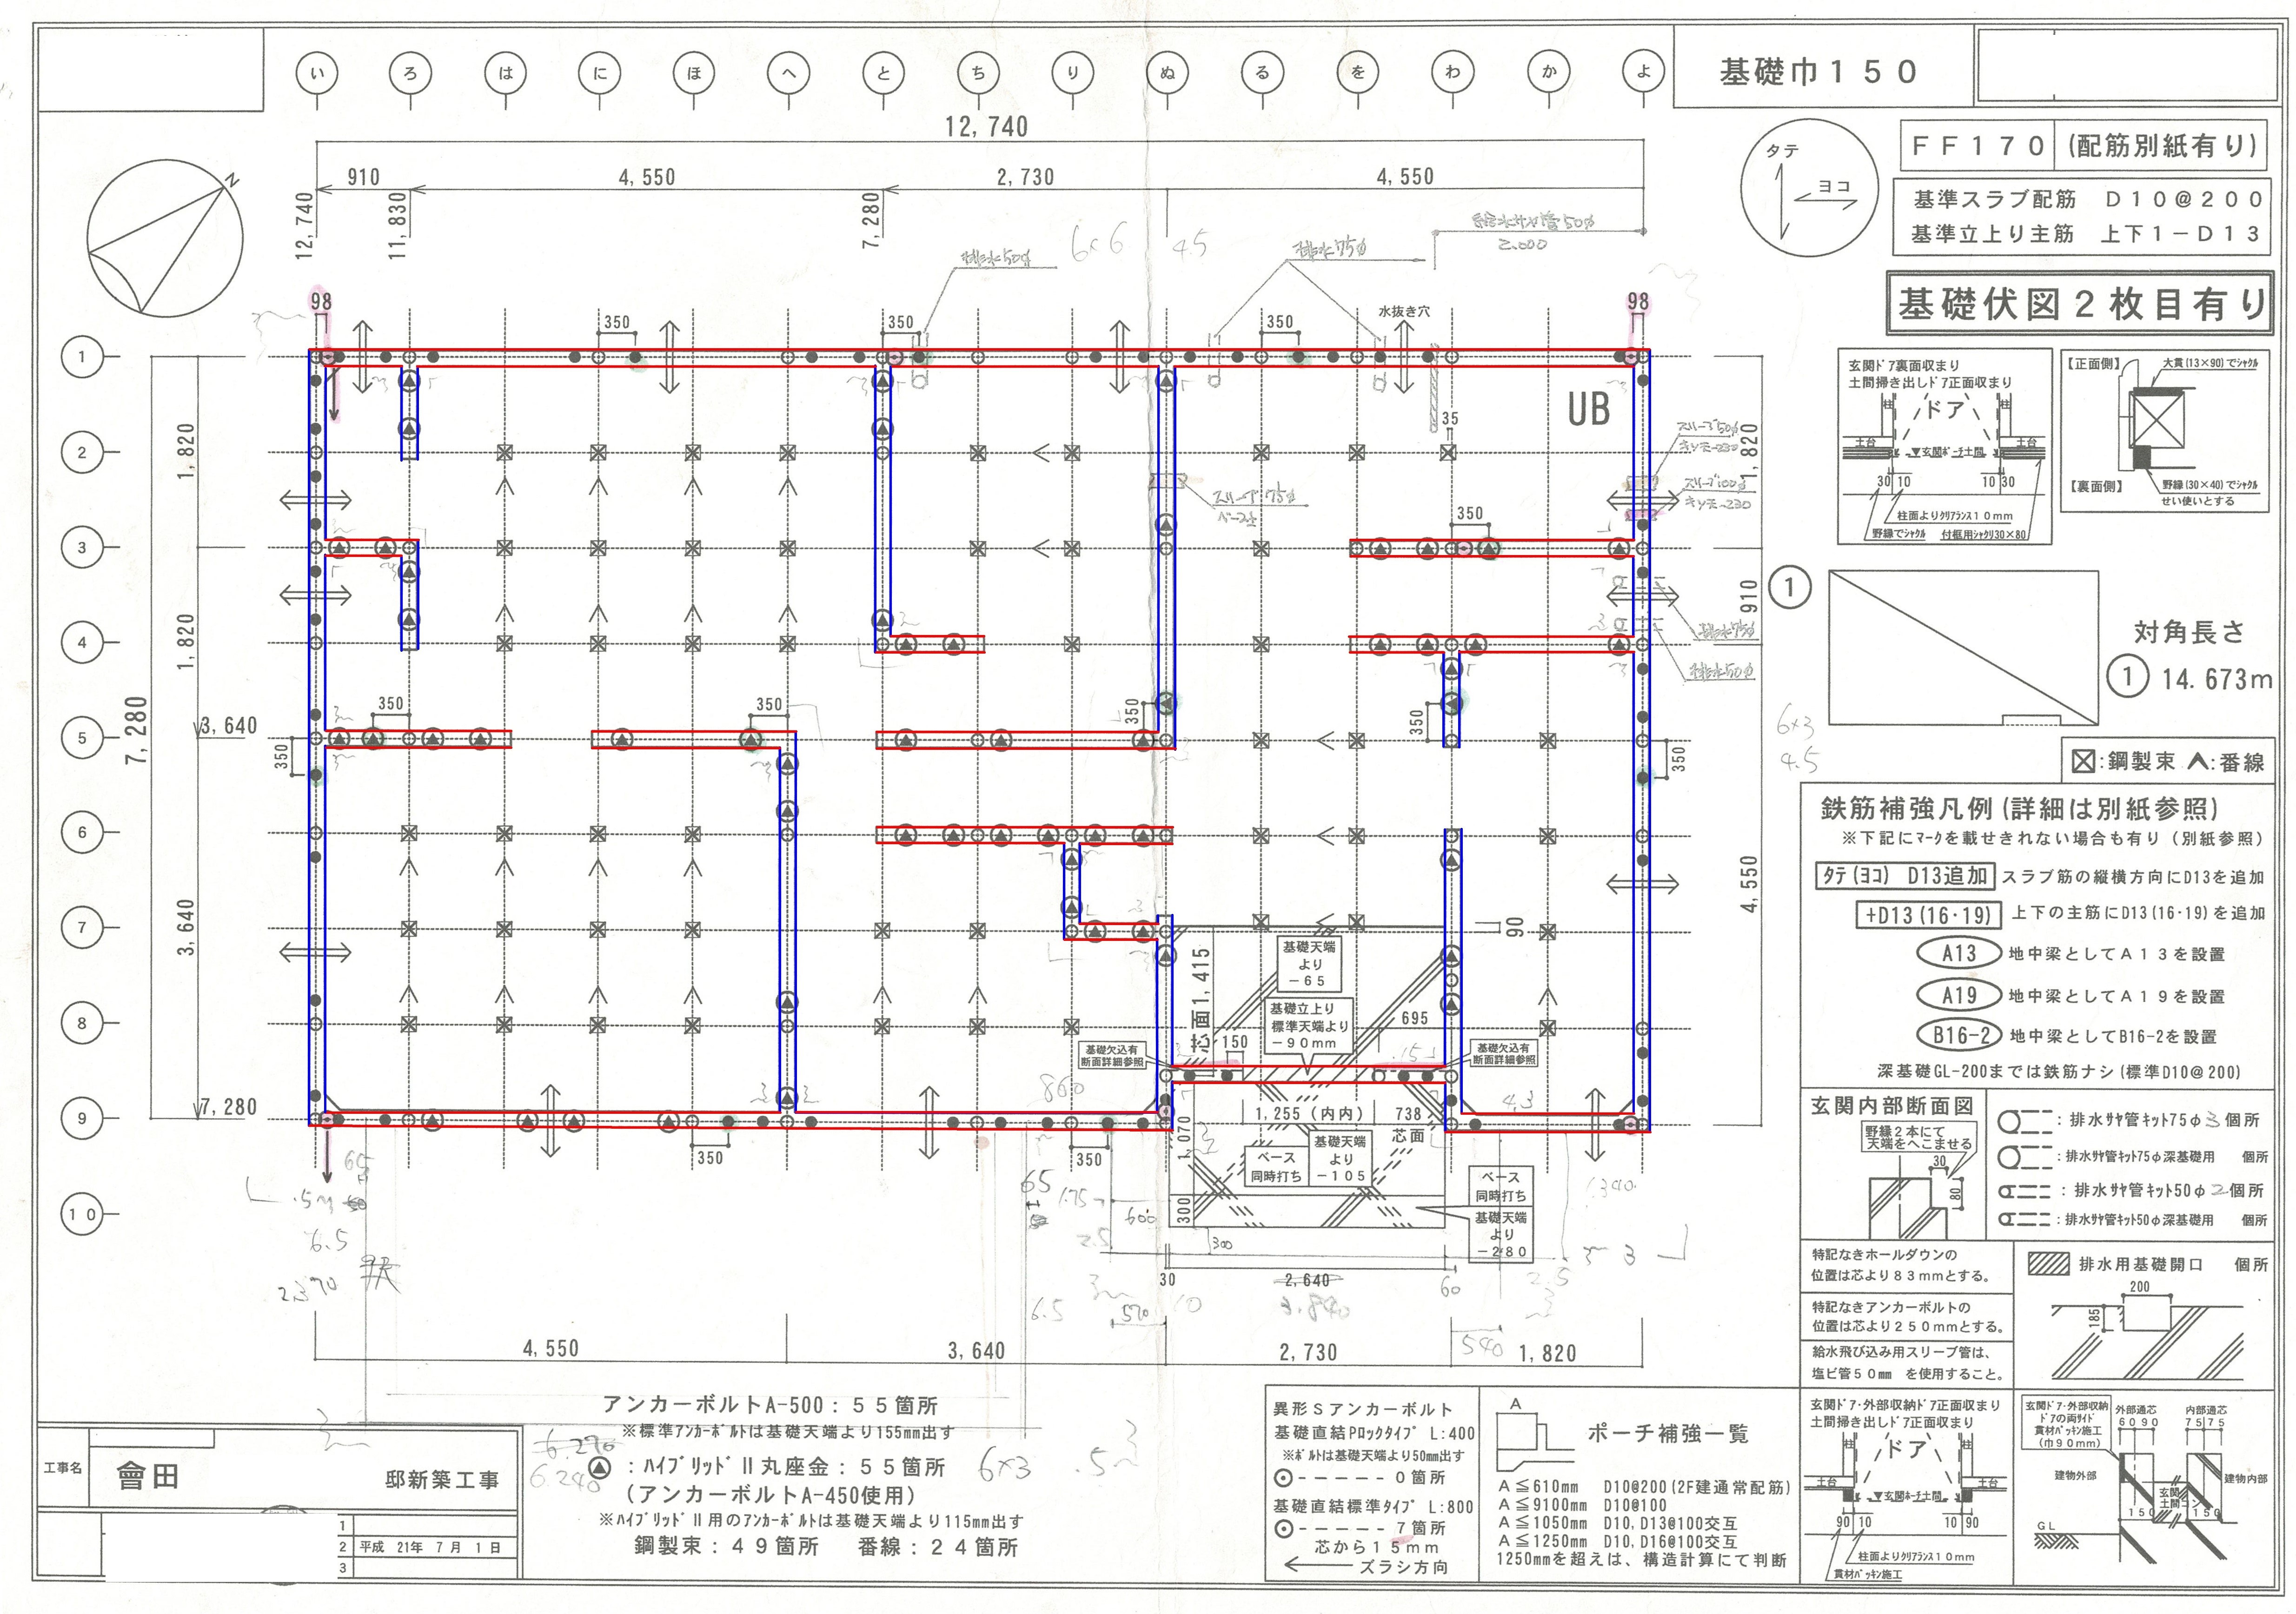 い ろ は に ほ へ と ち り ぬ る を わ か よ
基礎巾150
12,740
910 4,550 2,730 4,550
12,740 11,830 7,280
N
タテ
ヨコ
FF170 (配筋別紙有り)
基準スラブ配筋 D10@200
基準立上り主筋 上下1-D13
基礎伏図2枚目有り
排水50φ
6×6
45
排水75φ
給水サヤ管50φ
2.000
98 350 350 350 水抜き穴 98
1
2
3
4
5
6
7
8
9
10
1,820
1,820
3,640
7,280
3,640
7,280
350
350
350
350
350
350
350
350
350
UB
35
1,820
910
4,550
350
スリーブ50φ
スリーブ100φ
スリーブ75φ
排水75φ
排水50φ
玄関ドア裏面収まり
土間掃き出しドア正面収まり
柱 ドア 柱
土台 ▼玄関ポーチ土間 土台
30 10 10 30
柱面よりクリアランス10mm
野縁でシャクル 付框用シャクリ30×80
【正面側】
大貫(13×90)でシャクル
【裏面側】
野縁(30×40)でシャクル
せい使いとする
1
対角長さ
1 14.673m
6×3
4.5
:鋼製束 :番線
鉄筋補強凡例(詳細は別紙参照)
※下記にマークを載せきれない場合も有り(別紙参照)
タテ(ヨコ) D13追加 スラブ筋の縦横方向にD13を追加
+D13(16・19) 上下の主筋にD13(16・19)を追加
A13 地中梁としてA13を設置
A19 地中梁としてA19を設置
B16-2 地中梁としてB16-2を設置
深基礎GL-200までは鉄筋ナシ(標準D10@200)
玄関内部断面図
野縁2本にて
天端をへこませる
30
80
:排水サヤ管キット75φ 3 個所
:排水サヤ管キット75φ深基礎用 個所
:排水サヤ管キット50φ 2 個所
:排水サヤ管キット50φ深基礎用 個所
特記なきホールダウンの
位置は芯より83mmとする。
特記なきアンカーボルトの
位置は芯より250mmとする。
給水飛び込み用スリーブ管は、
塩ビ管50mm を使用すること。
排水用基礎開口 個所
200
185
90
芯面1,415
基礎天端
より
-65
基礎立上り
標準天端より
-90mm
695
150
基礎欠込有
断面詳細参照
基礎欠込有
断面詳細参照
860
4,3
1,255(内内) 738
芯面
1,070
ベース
同時打ち
基礎天端
より
-105
300
ベース
同時打ち
基礎天端
より
-280
65
65
6.5
2.370
1.75
600
2.5
300
1340
30 2,640 60
2.5
3.840
6.5
570
10
540
4,550 3,640 2,730 1,820
アンカーボルトA-500:55箇所
※標準アンカーボルトは基礎天端より155mm出す
6.270
6.240
:ハイブリッドⅡ丸座金:55箇所
(アンカーボルトA-450使用)
※ハイブリッドⅡ用のアンカーボルトは基礎天端より115mm出す
鋼製束:49箇所 番線:24箇所
6×3
.5
工事名 會田 邸新築工事
1
2 平成 21年 7月 1日
3
異形Sアンカーボルト
基礎直結Pロックタイプ L:400
※ボルトは基礎天端より50mm出す
----- 0箇所
基礎直結標準タイプ L:800
----- 7箇所
芯から15mm
ズラシ方向
A
ポーチ補強一覧
A≦610mm D10@200(2F建通常配筋)
A≦9100mm D10@100
A≦1050mm D10,D13@100交互
A≦1250mm D10,D16@100交互
1250mmを超えは、構造計算にて判断
玄関ドア・外部収納ドア正面収まり
土間掃き出しドア正面収まり
柱 ドア 柱
土台 ▼玄関ポーチ土間 土台
90 10 10 90
柱面よりクリアランス10mm
貫材パッキン施工
玄関ドア・外部収納
ドアの両サイド
貫材パッキン施工
(巾90mm)
外部通芯
60 90
内部通芯
75 75
建物外部
建物内部
玄関
土間コン
150 150
GL